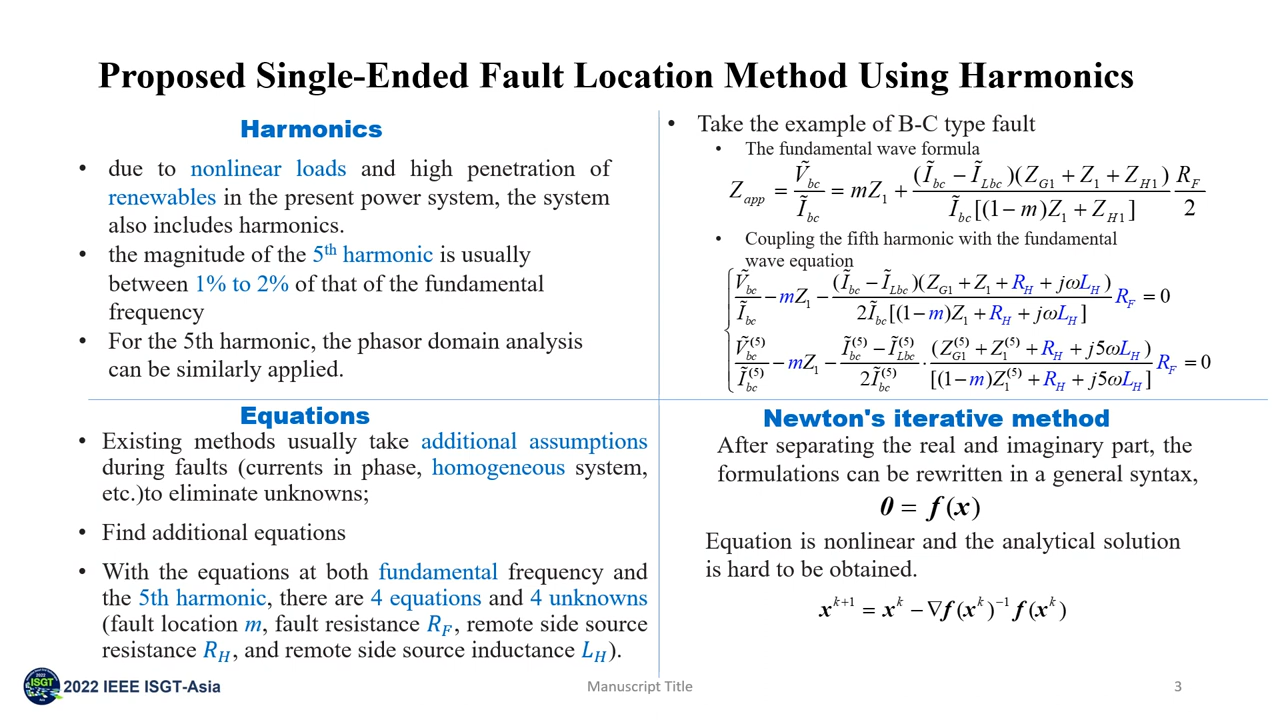 Proposed Single-Ended Fault Location Method Using Harmonics
Harmonics
• due to nonlinear loads and high penetration of
renewables in the present power system, the system
also includes harmonics.
• the magnitude of the 5th harmonic is usually
between 1% to 2% of that of the fundamental
frequency
• For the 5th harmonic, the phasor domain analysis
can be similarly applied.
• Take the example of B-C type fault
• The fundamental wave formula
Z_app = Ṽ_bc / Ĩ_bc = mZ_1 + (Ĩ_bc − Ĩ_Lbc)(Z_G1 + Z_1 + Z_H1) / Ĩ_bc[(1 − m)Z_1 + Z_H1] R_F / 2
• Coupling the fifth harmonic with the fundamental
wave equation
Ṽ_bc / Ĩ_bc − mZ_1 − (Ĩ_bc − Ĩ_Lbc)(Z_G1 + Z_1 + R_H + jωL_H) / 2Ĩ_bc[(1 − m)Z_1 + R_H + jωL_H] R_F = 0
Ṽ_bc^(5) / Ĩ_bc^(5) − mZ_1 − (Ĩ_bc^(5) − Ĩ_Lbc^(5)) / 2Ĩ_bc^(5) · (Z_G1^(5) + Z_1^(5) + R_H + j5ωL_H) / [(1 − m)Z_1^(5) + R_H + j5ωL_H] R_F = 0
Equations
• Existing methods usually take additional assumptions
during faults (currents in phase, homogeneous system,
etc.)to eliminate unknowns;
• Find additional equations
• With the equations at both fundamental frequency and
the 5th harmonic, there are 4 equations and 4 unknowns
(fault location m, fault resistance R_F, remote side source
resistance R_H, and remote side source inductance L_H).
Newton's iterative method
After separating the real and imaginary part, the
formulations can be rewritten in a general syntax,
0 = f(x)
Equation is nonlinear and the analytical solution
is hard to be obtained.
x^(k+1) = x^k − ∇f(x^k)^−1 f(x^k)
ISGT
2022 IEEE ISGT-Asia
Manuscript Title
3